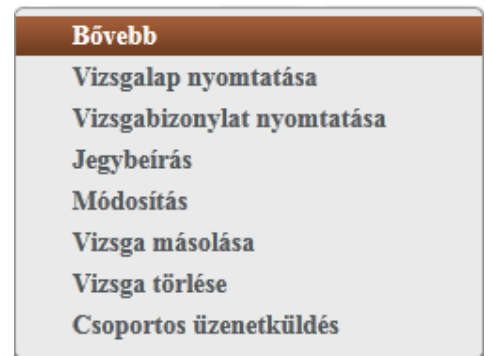 Bővebb
Vizsgalap nyomtatása
Vizsgabizonylat nyomtatása
Jegybeírás
Módosítás
Vizsga másolása
Vizsga törlése
Csoportos üzenetküldés